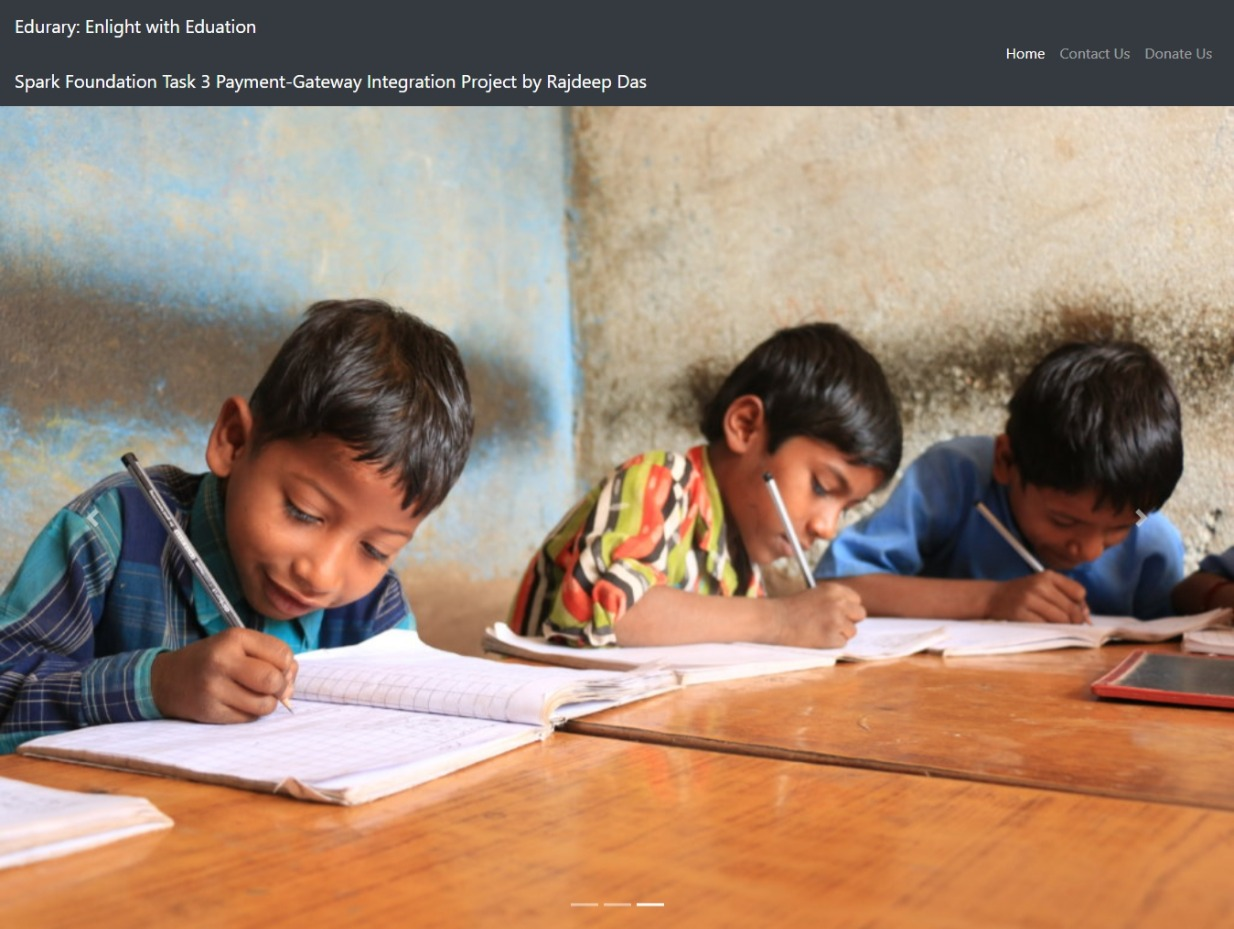 Edurary: Enlight with Eduation
Home Contact Us Donate Us
Spark Foundation Task 3 Payment-Gateway Integration Project by Rajdeep Das